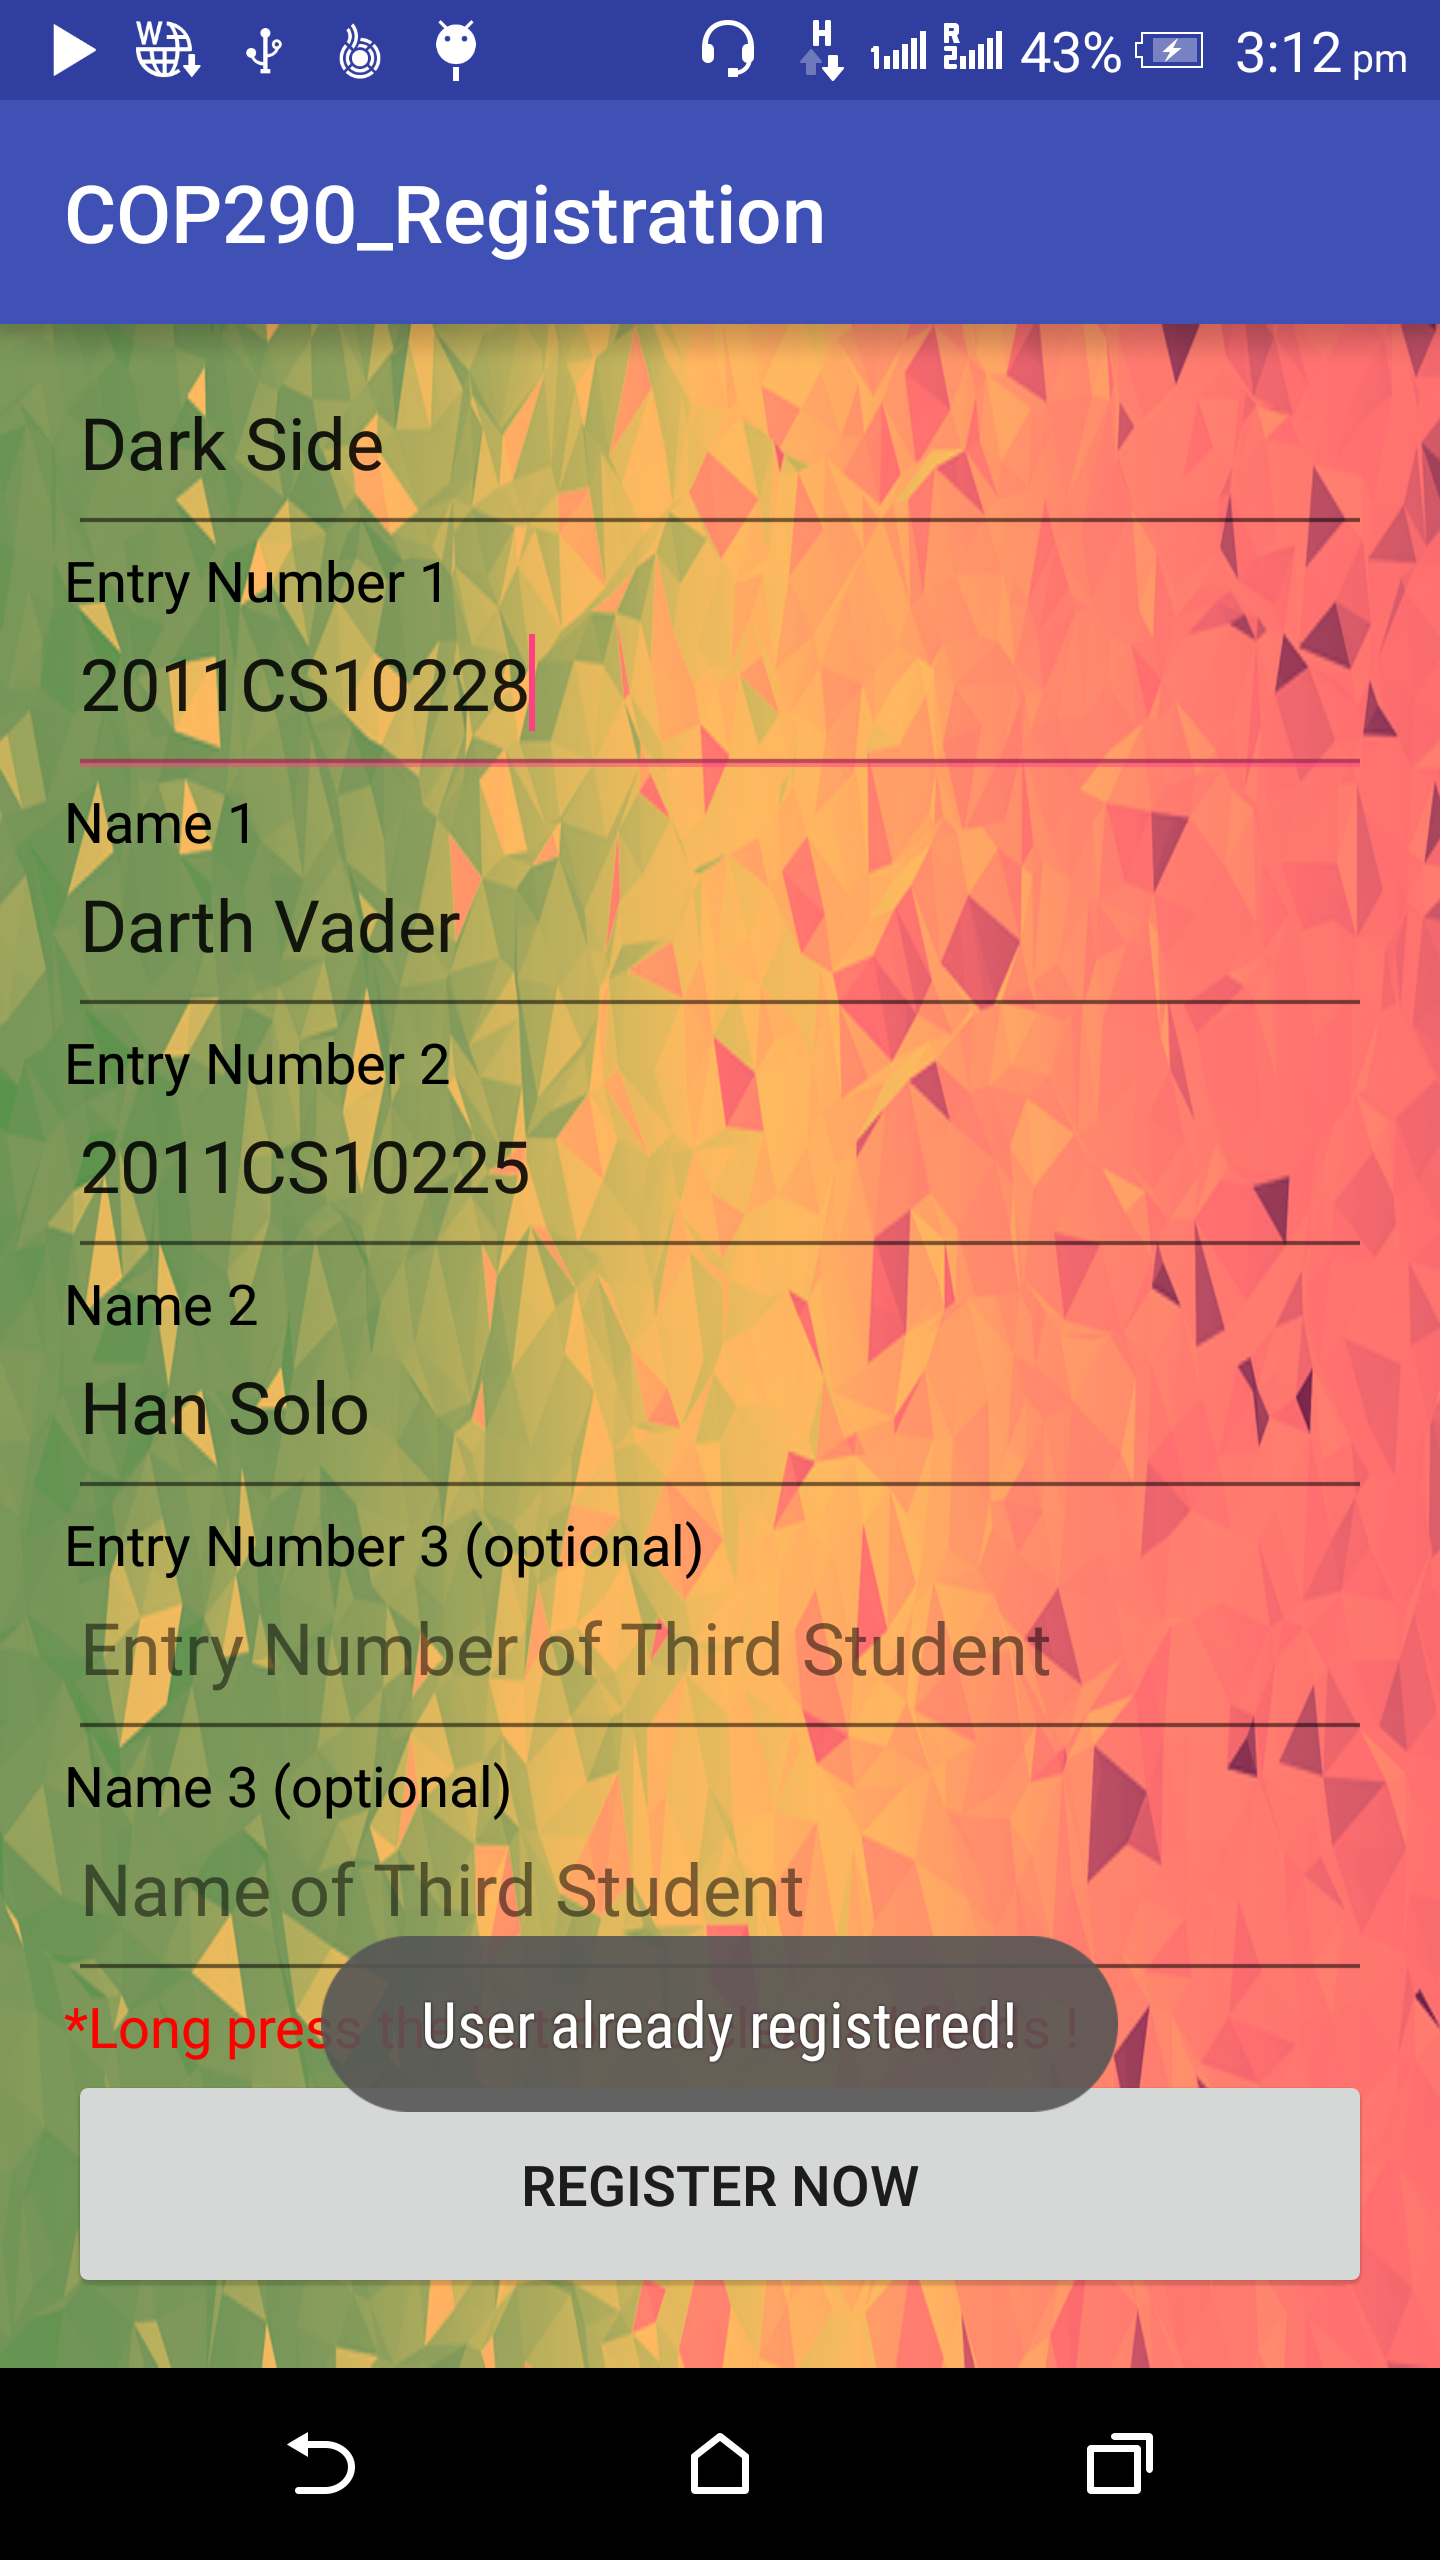 W
H
1
R
2
43%
3:12 pm
COP290_Registration
Dark Side
Entry Number 1
2011CS10228
Name 1
Darth Vader
Entry Number 2
2011CS10225
Name 2
Han Solo
Entry Number 3 (optional)
Entry Number of Third Student
Name 3 (optional)
Name of Third Student
*Long press
User already registered!
REGISTER NOW